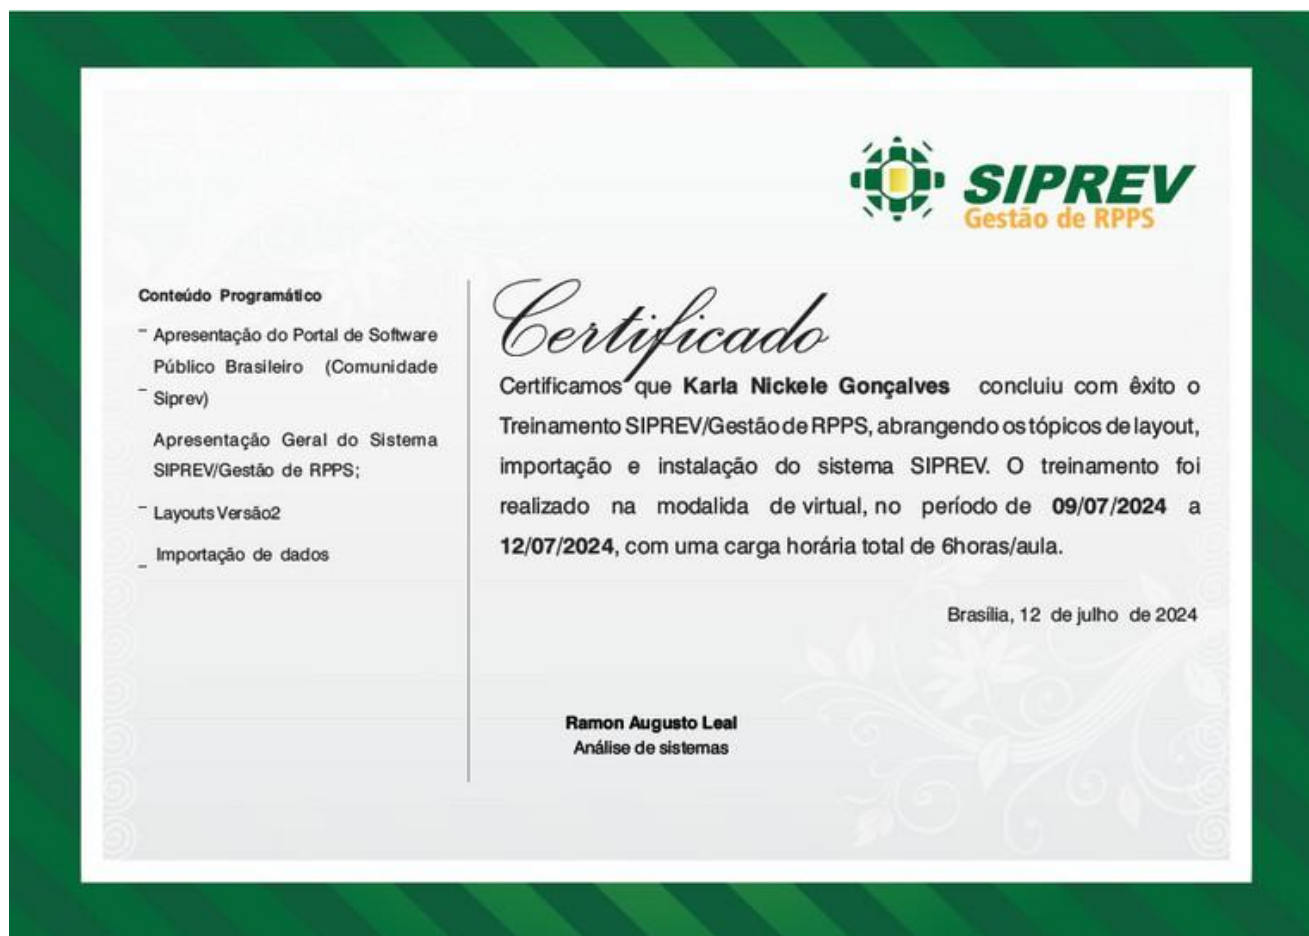 SIPREV
Gestão de RPPS
Conteúdo Programático
- Apresentação do Portal de Software
Público Brasileiro (Comunidade
- Siprev)
Apresentação Geral do Sistema
SIPREV/Gestão de RPPS;
- Layouts Versão2
Importação de dados
-
Certificado
Certificamos que Karla Nickele Gonçalves concluiu com êxito o
Treinamento SIPREV/Gestão de RPPS, abrangendo os tópicos de layout,
importação e instalação do sistema SIPREV. O treinamento foi
realizado na modalida de virtual, no período de 09/07/2024 a
12/07/2024, com uma carga horária total de 6horas/aula.
Brasília, 12 de julho de 2024
Ramon Augusto Leal
Análise de sistemas